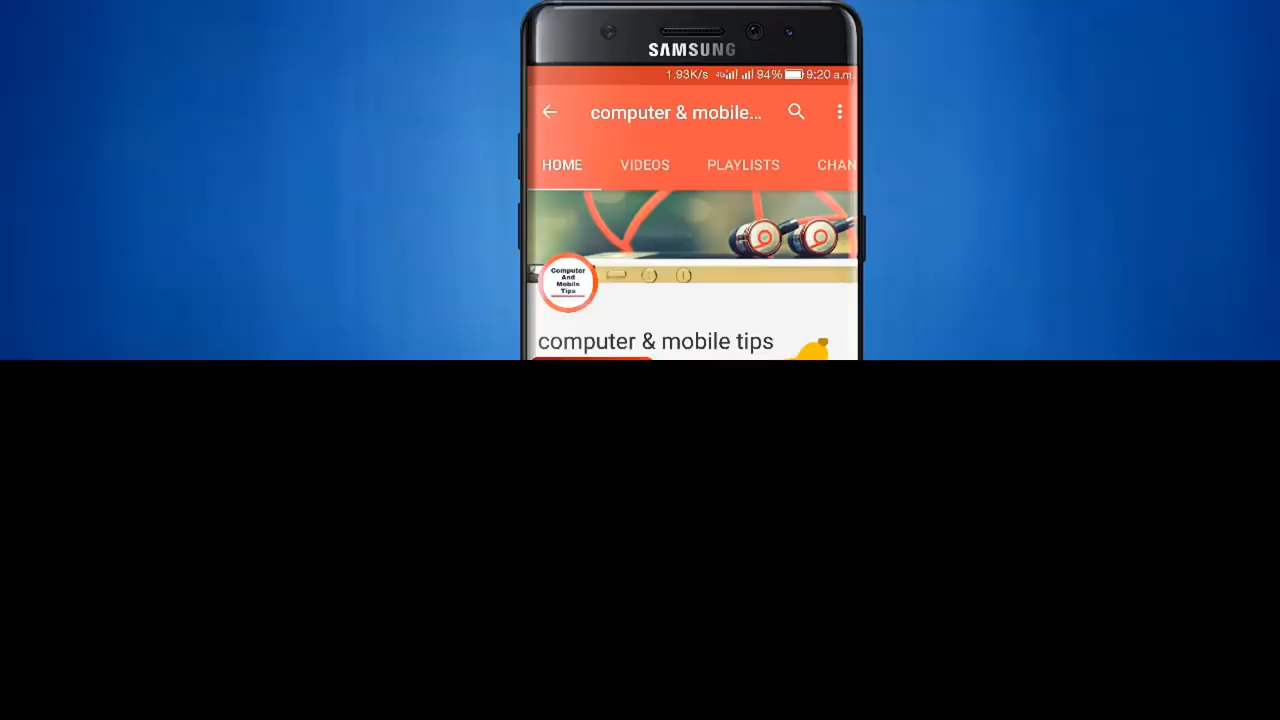 SAMSUNG
1.93K/s 4G 94% 9:20 a.m.
computer & mobile...
HOME VIDEOS PLAYLISTS CHAN
Computer
And
Mobile
Tips
computer & mobile tips